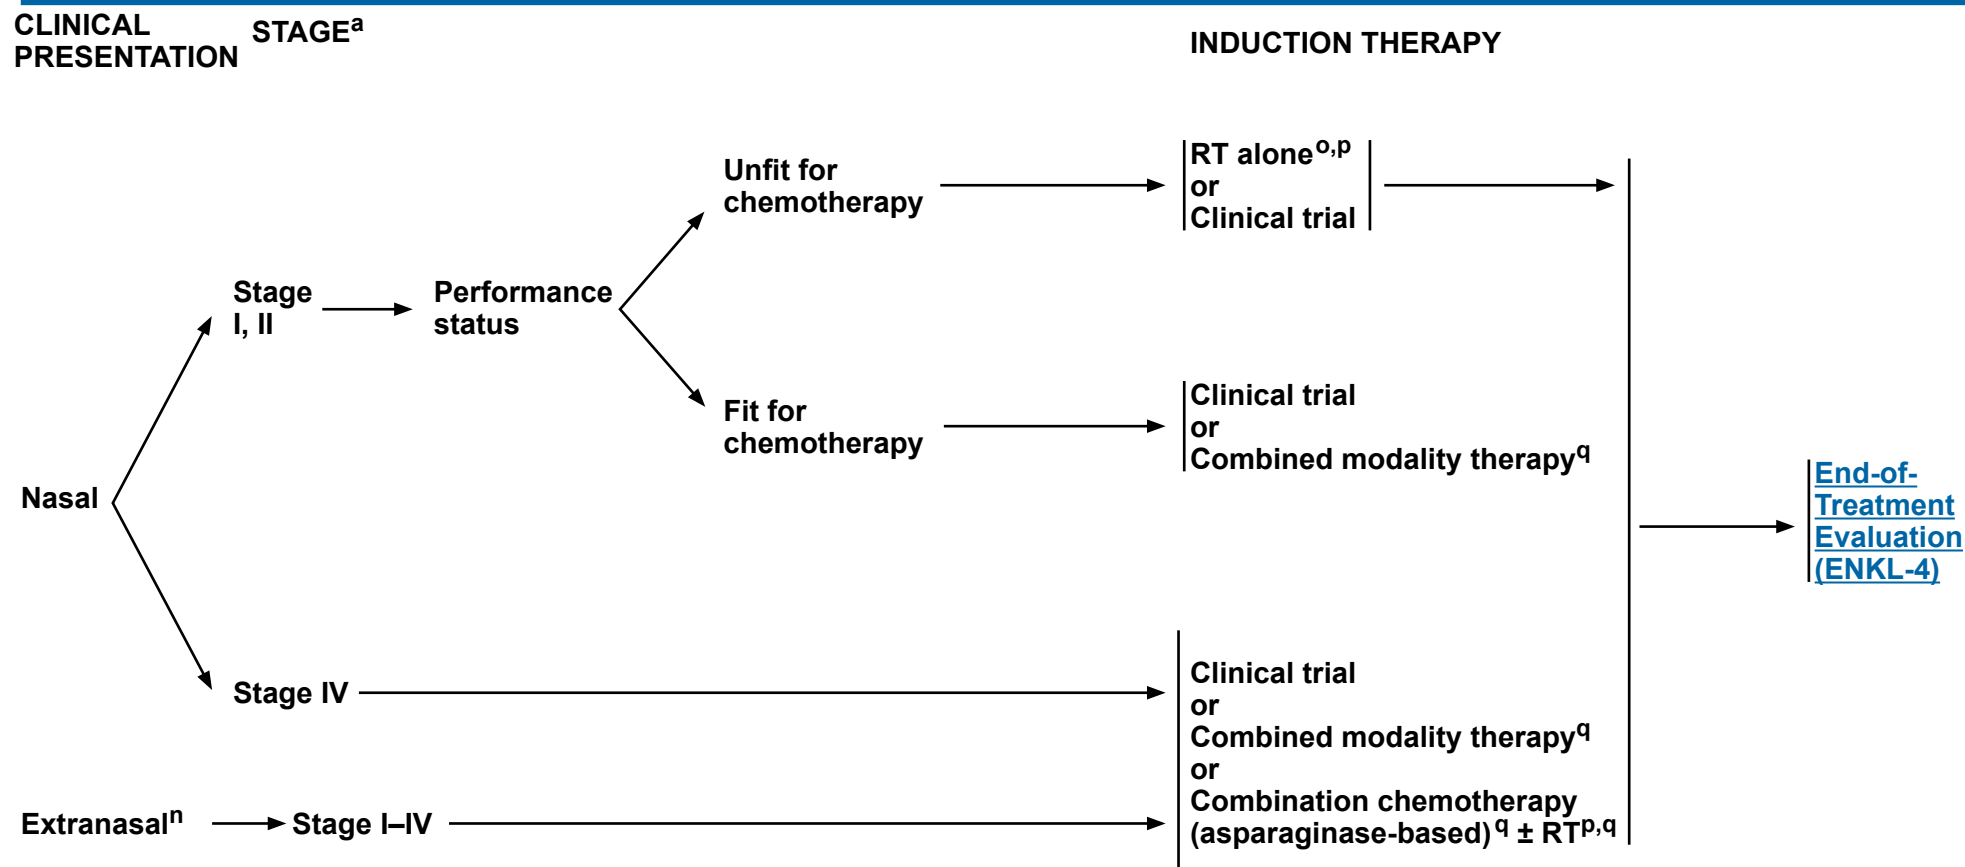 CLINICAL
PRESENTATION
STAGEa
INDUCTION THERAPY
Unfit for
chemotherapy
RT alone o,p
or
Clinical trial
Stage
I, II
Performance
status
Fit for
chemotherapy
Clinical trial
or
Combined modality therapyq
Nasal
End-of-
Treatment
Evaluation
(ENKL-4)
Stage IV
Clinical trial
or
Combined modality therapyq
or
Combination chemotherapy
(asparaginase-based) q ± RTp,q
Extranasaln
Stage I–IV